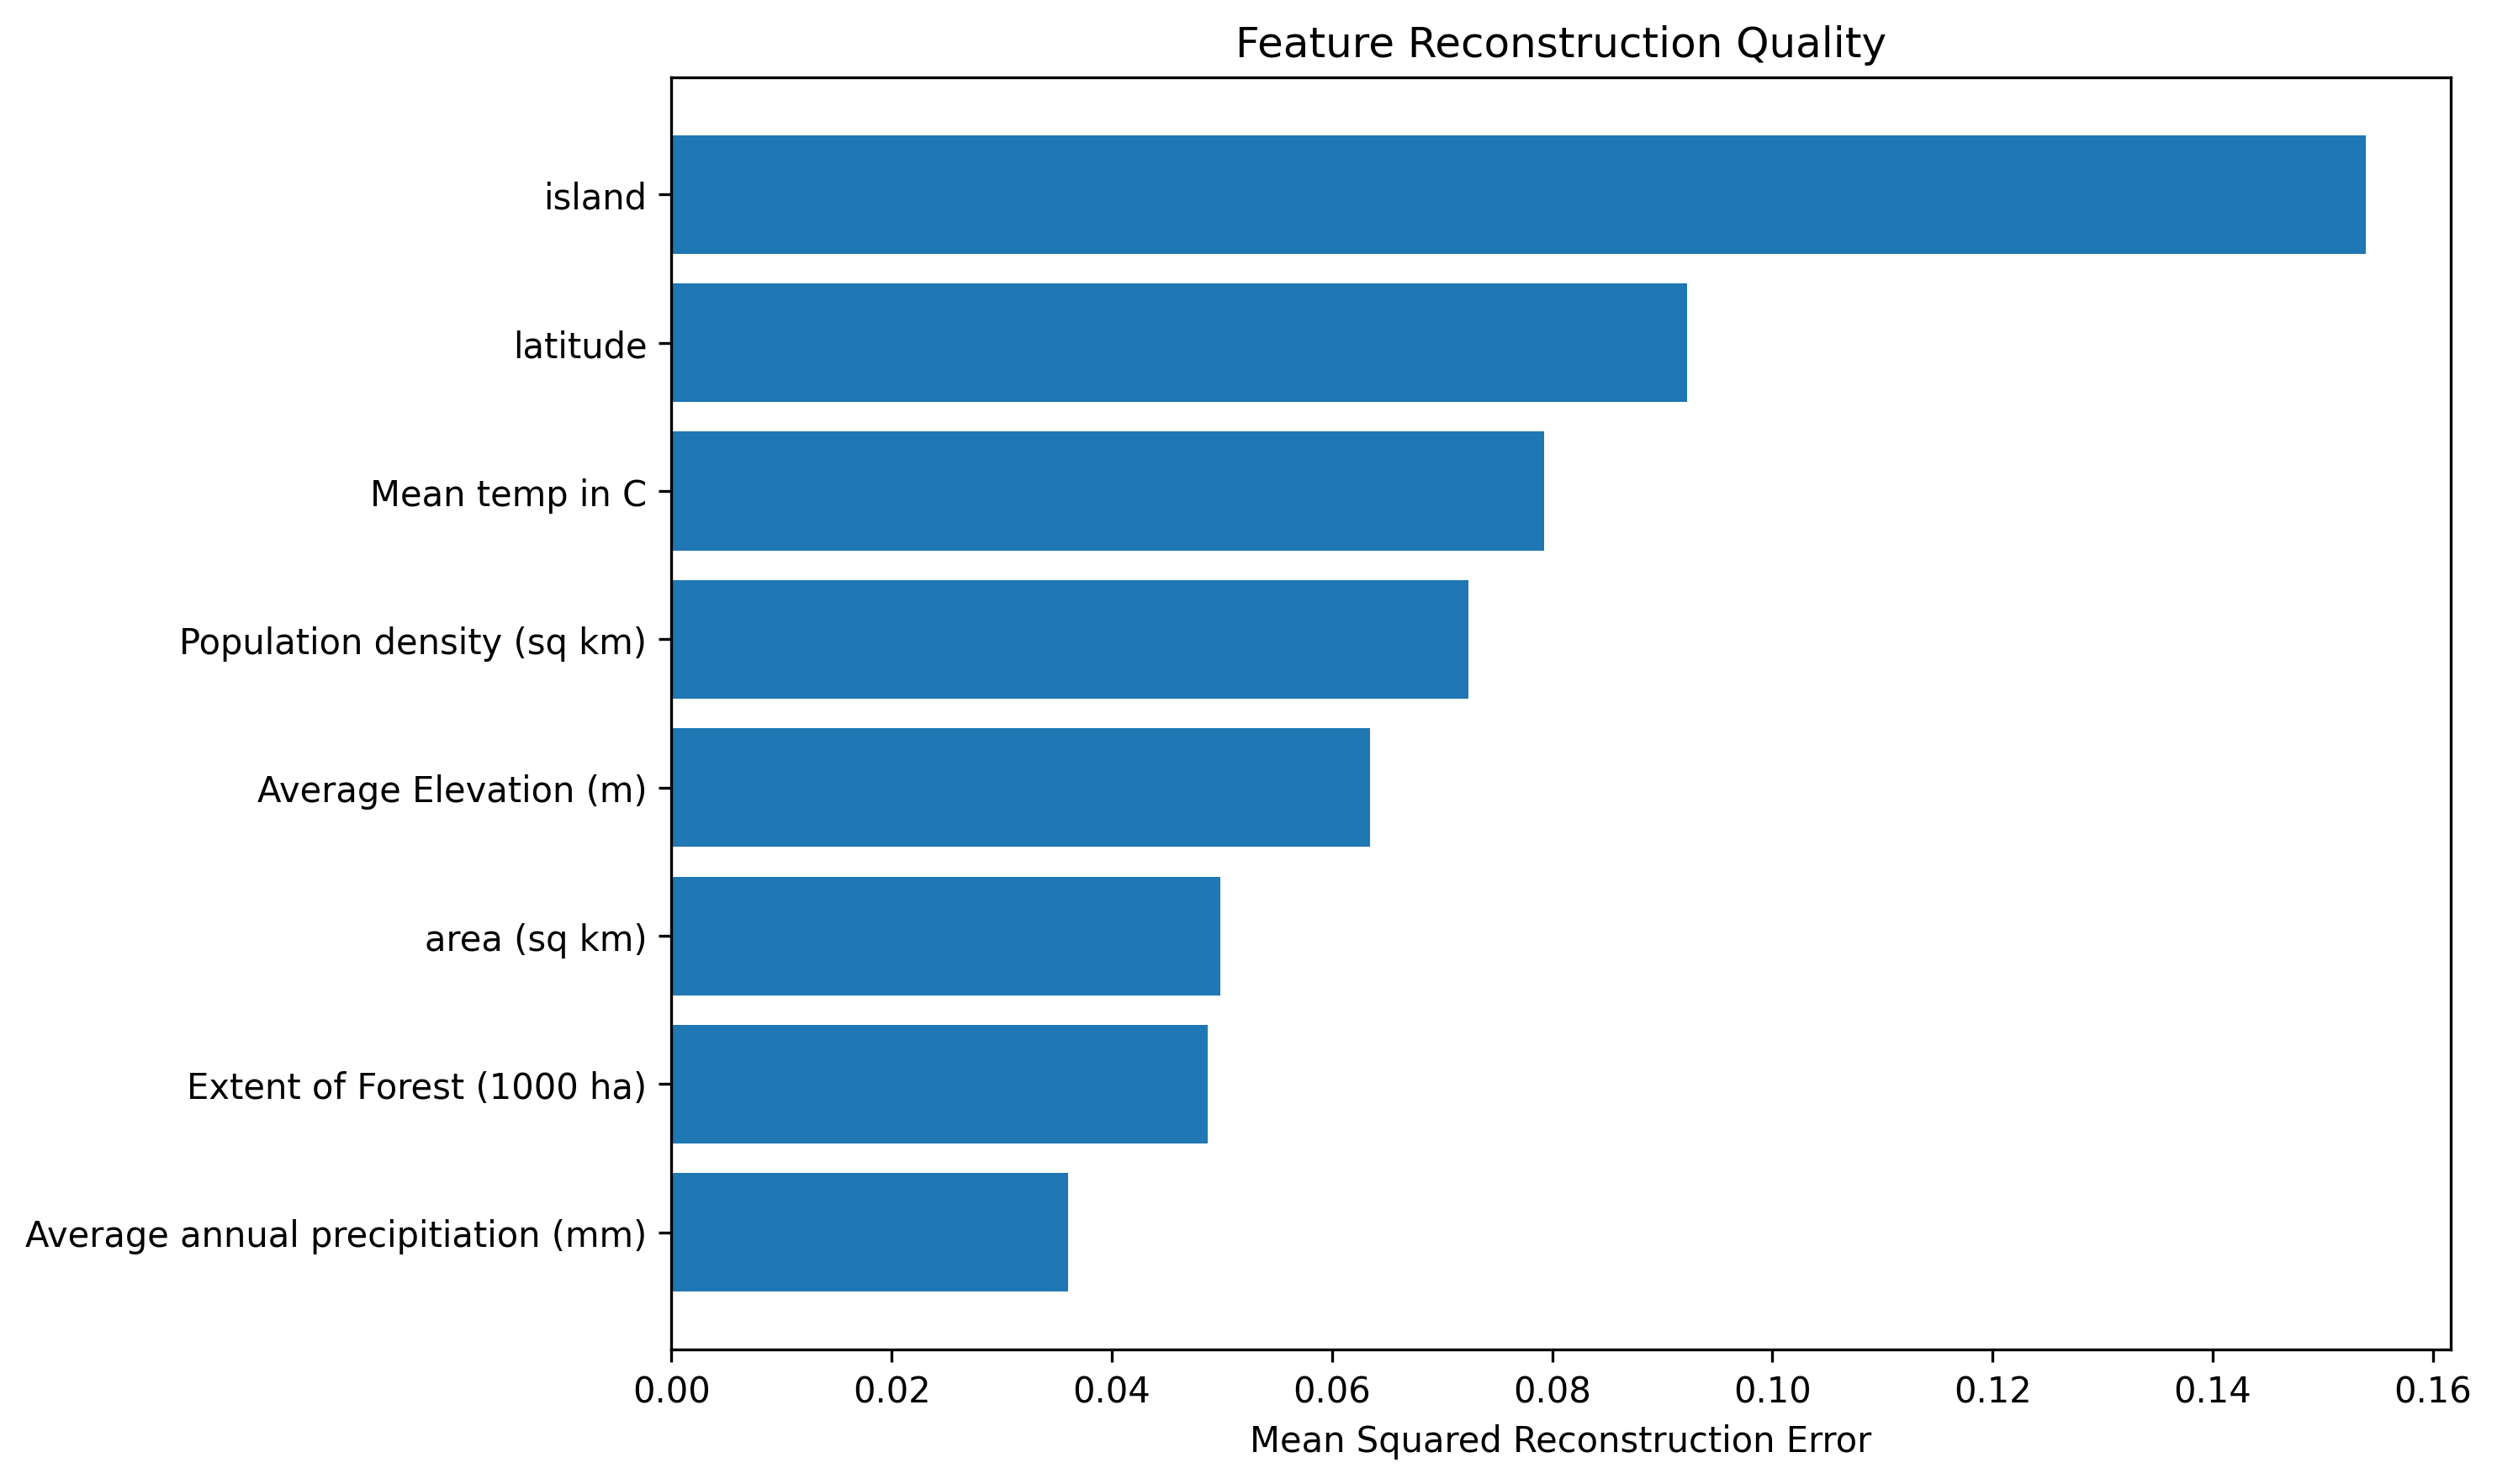 Feature Reconstruction Quality
island
latitude
Mean temp in C
Population density (sq km)
Average Elevation (m)
area (sq km)
Extent of Forest (1000 ha)
Average annual precipitiation (mm)
0.00 0.02 0.04 0.06 0.08 0.10 0.12 0.14 0.16
Mean Squared Reconstruction Error